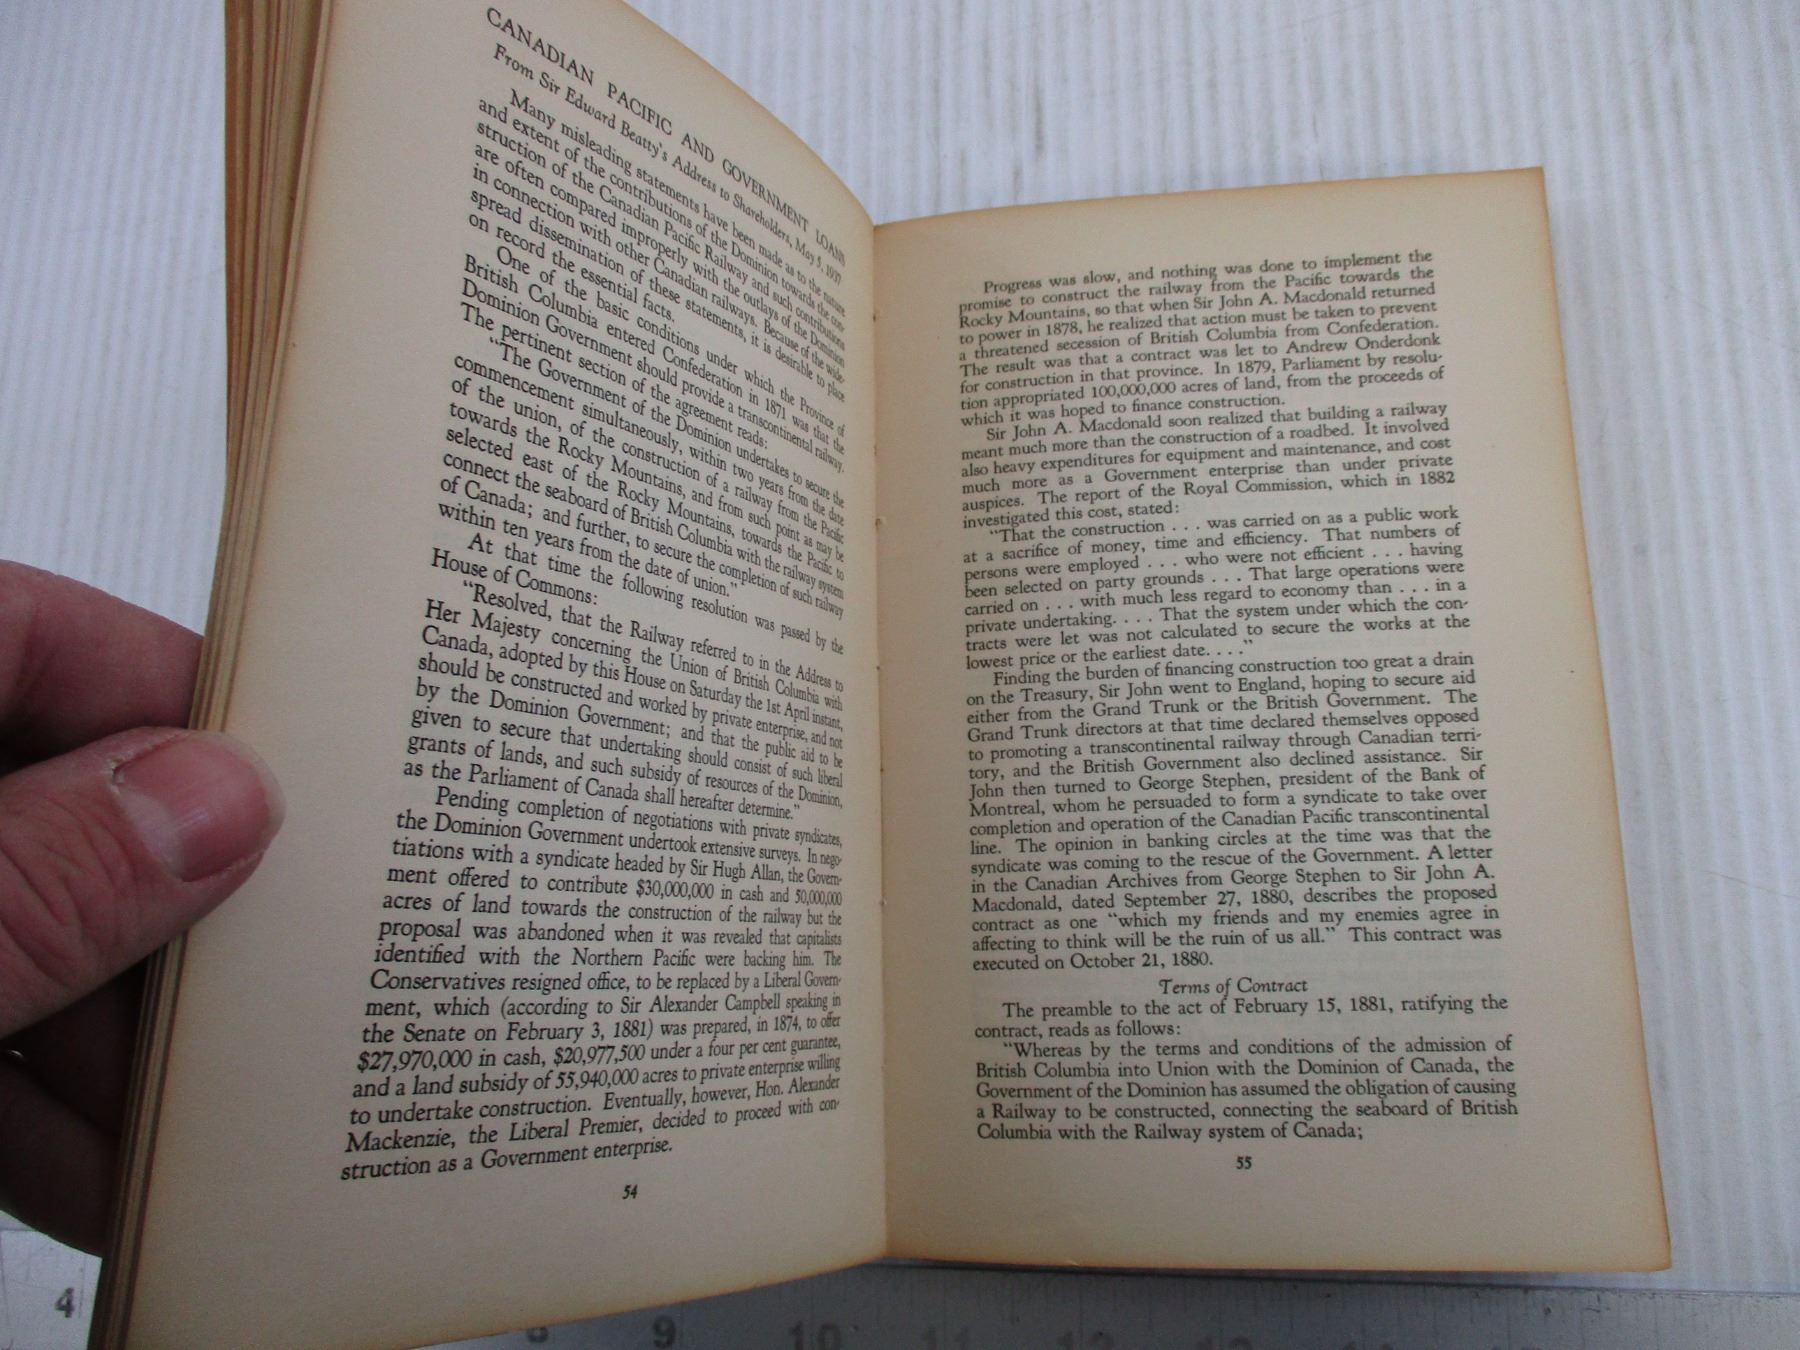 CANADIAN PACIFIC AND GOVERNMENT LOANS
From Sir Edward Beatty's Address to Shareholders, May 5, 1937
Many misleading statements have been made as to the nature
and extent of the contributions of the Dominion towards the con-
struction of the Canadian Pacific Railway and such contributions
are often compared improperly with the outlays of the Dominion
in connection with other Canadian railways. Because of the wide-
spread dissemination of these statements, it is desirable to place
on record the essential facts.
One of the basic conditions under which the Province of
British Columbia entered Confederation in 1871 was that the
Dominion Government should provide a transcontinental railway.
The pertinent section of the agreement reads:
"The Government of the Dominion undertakes to secure the
commencement simultaneously, within two years from the date
of the union, of the construction of a railway from the Pacific
towards the Rocky Mountains, and from such point as may be
selected east of the Rocky Mountains, towards the Pacific to
connect the seaboard of British Columbia with the railway system
of Canada; and further, to secure the completion of such railway
within ten years from the date of union."
At that time the following resolution was passed by the
House of Commons:
"Resolved, that the Railway referred to in the Address to
Her Majesty concerning the Union of British Columbia with
Canada, adopted by this House on Saturday the 1st April instant,
should be constructed and worked by private enterprise, and not
by the Dominion Government; and that the public aid to be
given to secure that undertaking should consist of such liberal
grants of lands, and such subsidy of resources of the Dominion,
as the Parliament of Canada shall hereafter determine."
Pending completion of negotiations with private syndicates,
the Dominion Government undertook extensive surveys. In nego-
tiations with a syndicate headed by Sir Hugh Allan, the Govern-
ment offered to contribute $30,000,000 in cash and 50,000,000
acres of land towards the construction of the railway but the
proposal was abandoned when it was revealed that capitalists
identified with the Northern Pacific were backing him. The
Conservatives resigned office, to be replaced by a Liberal Govern-
ment, which (according to Sir Alexander Campbell speaking in
the Senate on February 3, 1881) was prepared, in 1874, to offer
$27,970,000 in cash, $20,977,500 under a four per cent guarantee,
and a land subsidy of 55,940,000 acres to private enterprise willing
to undertake construction. Eventually, however, Hon. Alexander
Mackenzie, the Liberal Premier, decided to proceed with con-
struction as a Government enterprise.
54
Progress was slow, and nothing was done to implement the
promise to construct the railway from the Pacific towards the
Rocky Mountains, so that when Sir John A. Macdonald returned
to power in 1878, he realized that action must be taken to prevent
a threatened secession of British Columbia from Confederation.
The result was that a contract was let to Andrew Onderdonk
for construction in that province. In 1879, Parliament by resolu-
tion appropriated 100,000,000 acres of land, from the proceeds of
which it was hoped to finance construction.
Sir John A. Macdonald soon realized that building a railway
meant much more than the construction of a roadbed. It involved
also heavy expenditures for equipment and maintenance, and cost
much more as a Government enterprise than under private
auspices. The report of the Royal Commission, which in 1882
investigated this cost, stated:
"That the construction . . . was carried on as a public work
at a sacrifice of money, time and efficiency. That numbers of
persons were employed . . . who were not efficient . . . having
been selected on party grounds . . . That large operations were
carried on . . . with much less regard to economy than . . . in a
private undertaking. . . . That the system under which the con-
tracts were let was not calculated to secure the works at the
lowest price or the earliest date. . . ."
Finding the burden of financing construction too great a drain
on the Treasury, Sir John went to England, hoping to secure aid
either from the Grand Trunk or the British Government. The
Grand Trunk directors at that time declared themselves opposed
to promoting a transcontinental railway through Canadian terri-
tory, and the British Government also declined assistance. Sir
John then turned to George Stephen, president of the Bank of
Montreal, whom he persuaded to form a syndicate to take over
completion and operation of the Canadian Pacific transcontinental
line. The opinion in banking circles at the time was that the
syndicate was coming to the rescue of the Government. A letter
in the Canadian Archives from George Stephen to Sir John A.
Macdonald, dated September 27, 1880, describes the proposed
contract as one "which my friends and my enemies agree in
affecting to think will be the ruin of us all." This contract was
executed on October 21, 1880.
Terms of Contract
The preamble to the act of February 15, 1881, ratifying the
contract, reads as follows:
"Whereas by the terms and conditions of the admission of
British Columbia into Union with the Dominion of Canada, the
Government of the Dominion has assumed the obligation of causing
a Railway to be constructed, connecting the seaboard of British
Columbia with the Railway system of Canada;
55
4
8 9 10 11 12 13